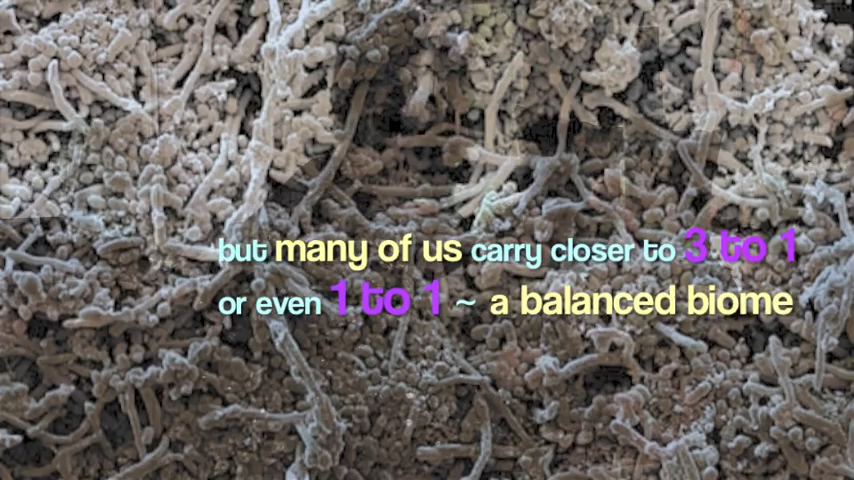 but many of us carry closer to 3 to 1
or even 1 to 1 ~ a balanced biome